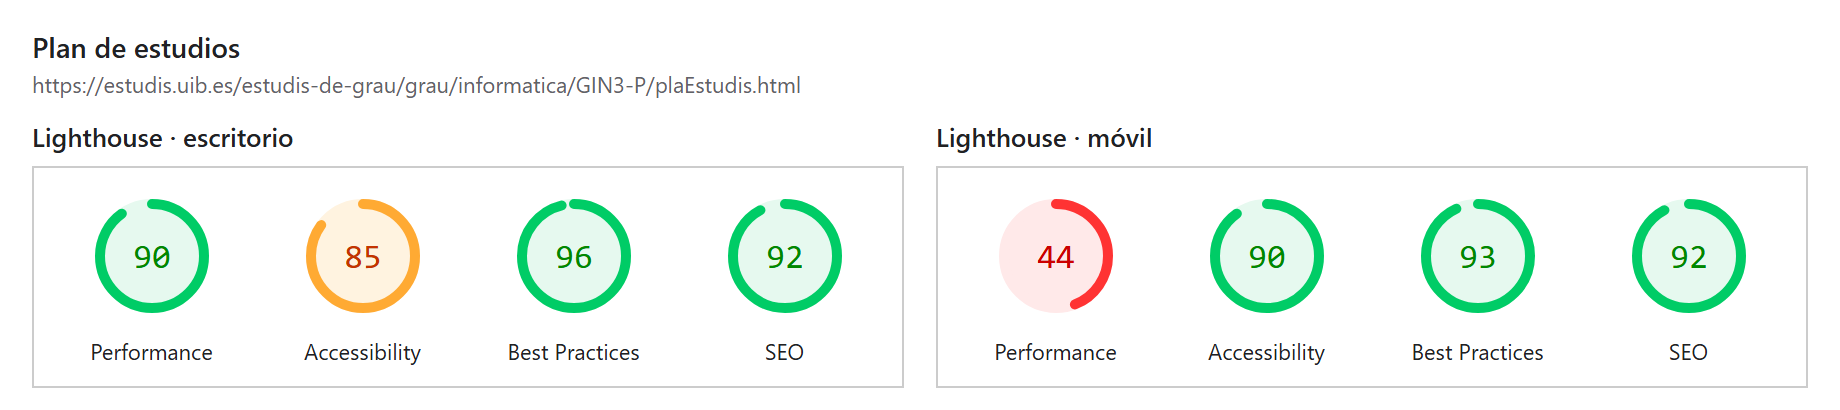 Plan de estudios
https://estudis.uib.es/estudis-de-grau/grau/informatica/GIN3-P/plaEstudis.html
Lighthouse · escritorio
90 85 96 92
Performance Accessibility Best Practices SEO
Lighthouse · móvil
44 90 93 92
Performance Accessibility Best Practices SEO